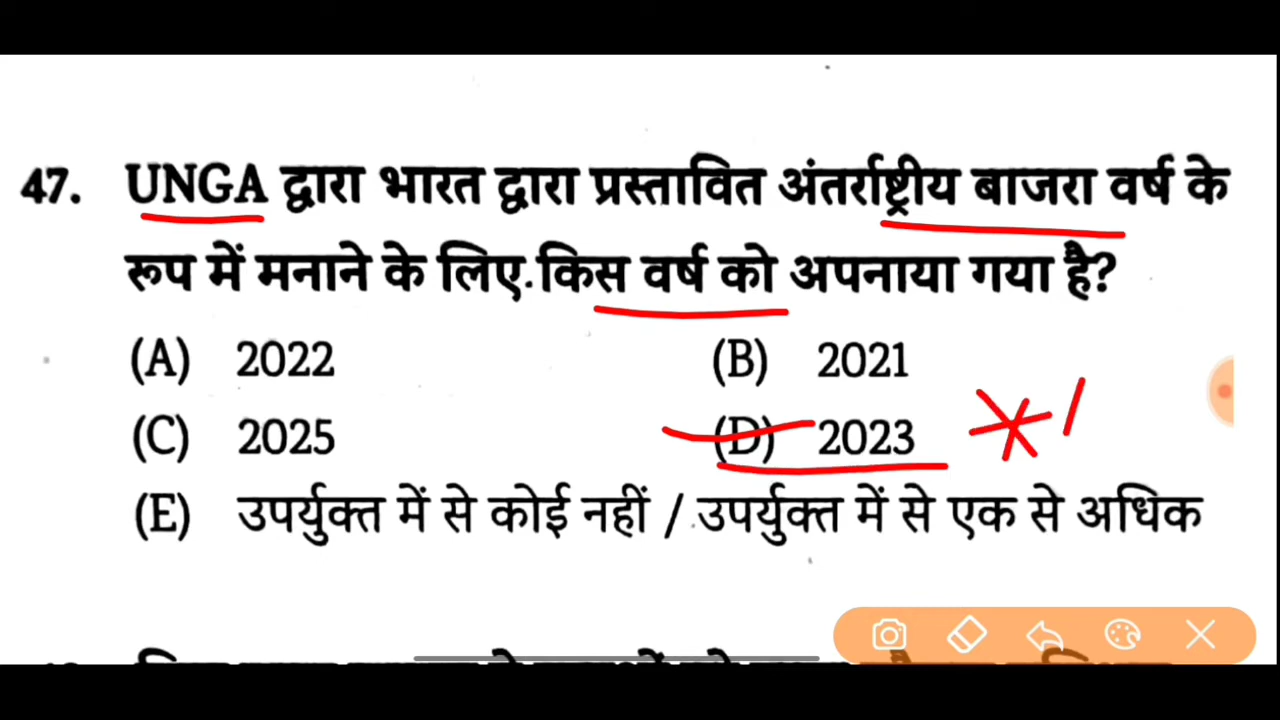 47. UNGA द्वारा भारत द्वारा प्रस्तावित अंतर्राष्ट्रीय बाजरा वर्ष के
रूप में मनाने के लिए किस वर्ष को अपनाया गया है?
(A) 2022 (B) 2021
(C) 2025 (D) 2023
(E) उपर्युक्त में से कोई नहीं / उपर्युक्त में से एक से अधिक